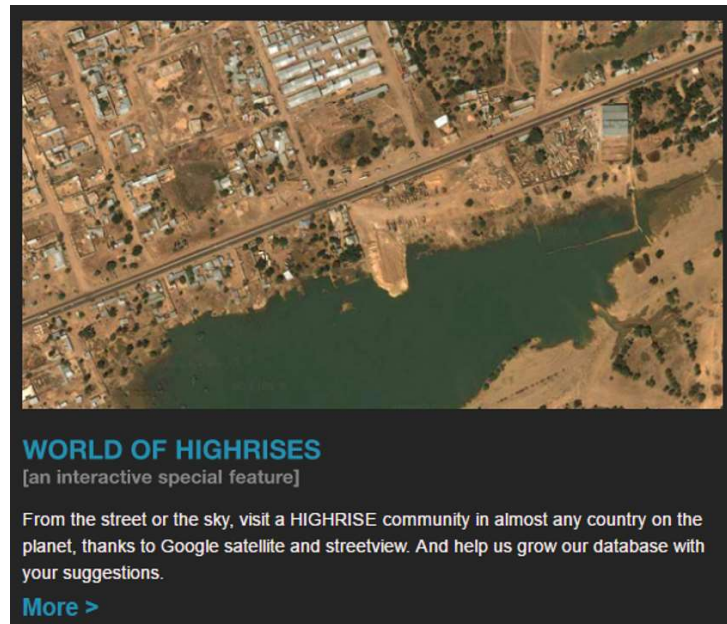 WORLD OF HIGHRISES
[an interactive special feature]
From the street or the sky, visit a HIGHRISE community in almost any country on the
planet, thanks to Google satellite and streetview. And help us grow our database with
your suggestions.
More >